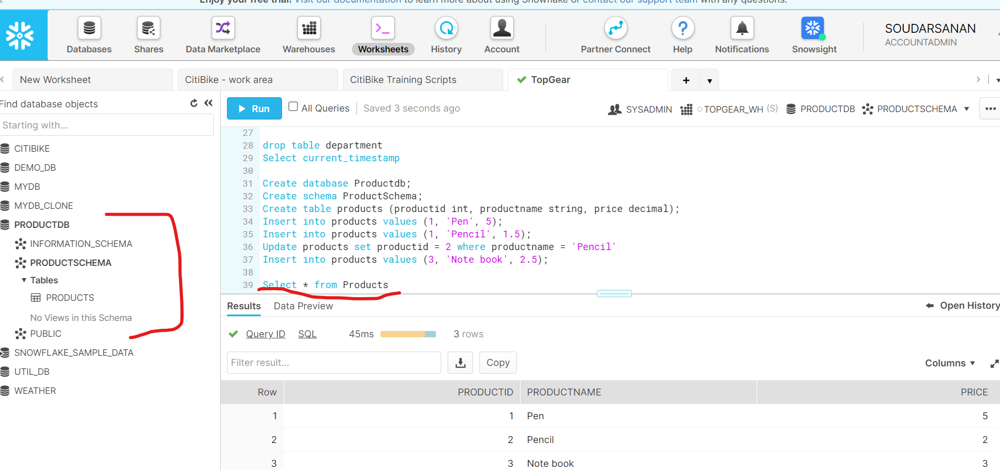 Enjoy your free trial! Visit our documentation to learn more about using Snowflake or contact our support team with any questions.
Databases Shares Data Marketplace Warehouses Worksheets History Account Partner Connect Help Notifications Snowsight
SOUDARSANAN
ACCOUNTADMIN
New Worksheet CitiBike - work area CitiBike Training Scripts TopGear
Find database objects
Starting with...
CITIBIKE
DEMO_DB
MYDB
MYDB_CLONE
PRODUCTDB
INFORMATION_SCHEMA
PRODUCTSCHEMA
Tables
PRODUCTS
No Views in this Schema
PUBLIC
SNOWFLAKE_SAMPLE_DATA
UTIL_DB
WEATHER
Run All Queries Saved 3 seconds ago SYSADMIN TOPGEAR_WH (S) PRODUCTDB PRODUCTSCHEMA
27
28 drop table department
29 Select current_timestamp
30
31 Create database Productdb;
32 Create schema ProductSchema;
33 Create table products (productid int, productname string, price decimal);
34 Insert into products values (1, 'Pen', 5);
35 Insert into products values (1, 'Pencil', 1.5);
36 Update products set productid = 2 where productname = 'Pencil'
37 Insert into products values (3, 'Note book', 2.5);
38
39 Select * from Products
Results Data Preview Open History
Query ID SQL 45ms 3 rows
Filter result... Copy Columns
Row PRODUCTID PRODUCTNAME PRICE
1 1 Pen 5
2 2 Pencil 2
3 3 Note book 3